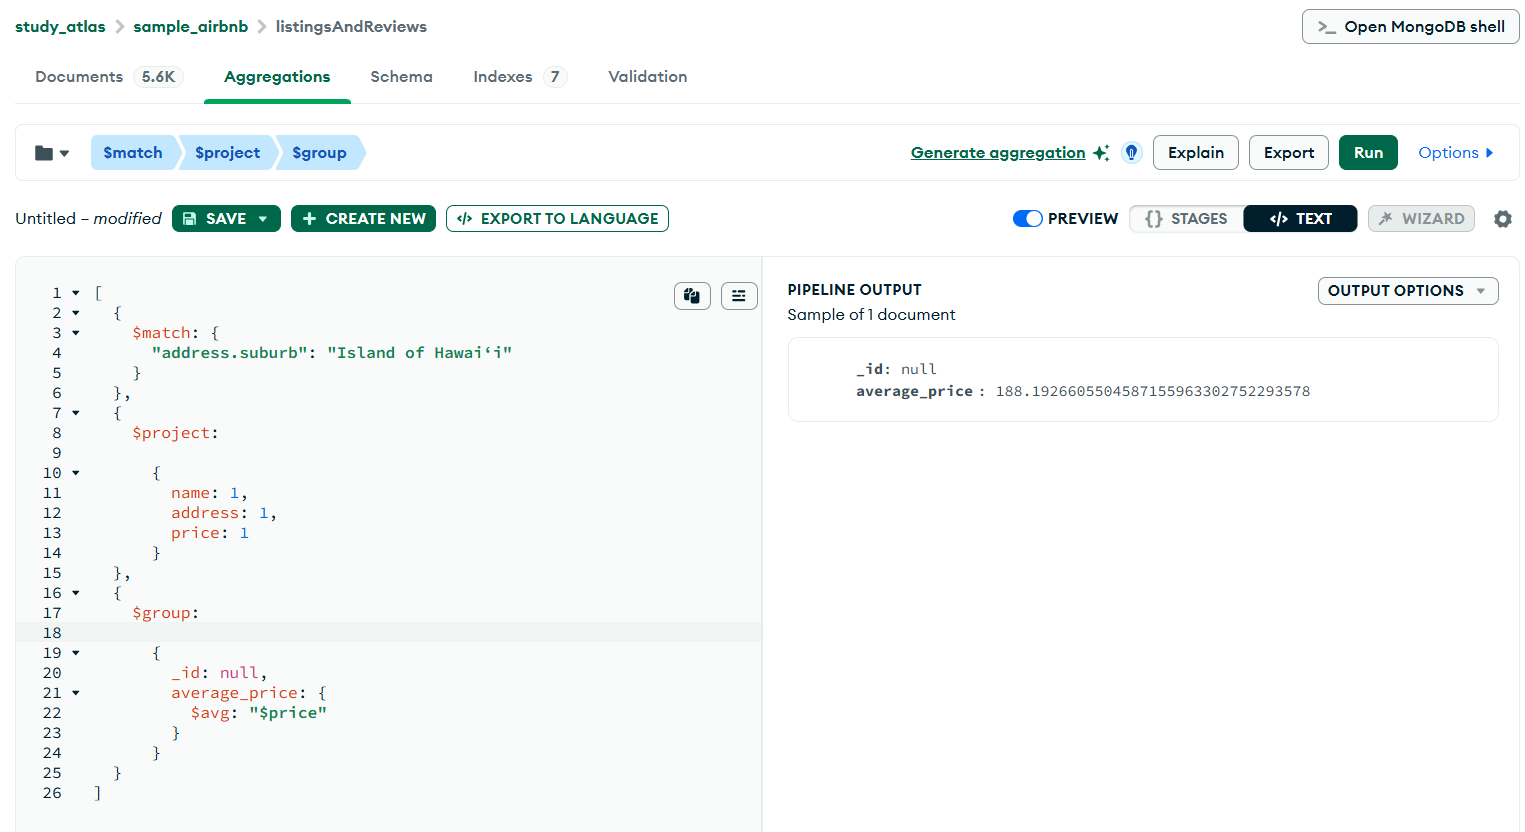 study_atlas > sample_airbnb > listingsAndReviews
>_ Open MongoDB shell
Documents 5.6K Aggregations Schema Indexes 7 Validation
$match $project $group
Generate aggregation Explain Export Run Options
Untitled – modified SAVE + CREATE NEW </> EXPORT TO LANGUAGE
PREVIEW {} STAGES </> TEXT WIZARD
1 [
2 {
3 $match: {
4 "address.suburb": "Island of Hawaiʻi"
5 }
6 },
7 {
8 $project:
9
10 {
11 name: 1,
12 address: 1,
13 price: 1
14 }
15 },
16 {
17 $group:
18
19 {
20 _id: null,
21 average_price: {
22 $avg: "$price"
23 }
24 }
25 }
26 ]
PIPELINE OUTPUT
Sample of 1 document
OUTPUT OPTIONS
_id: null
average_price : 188.1926605504587155963302752293578